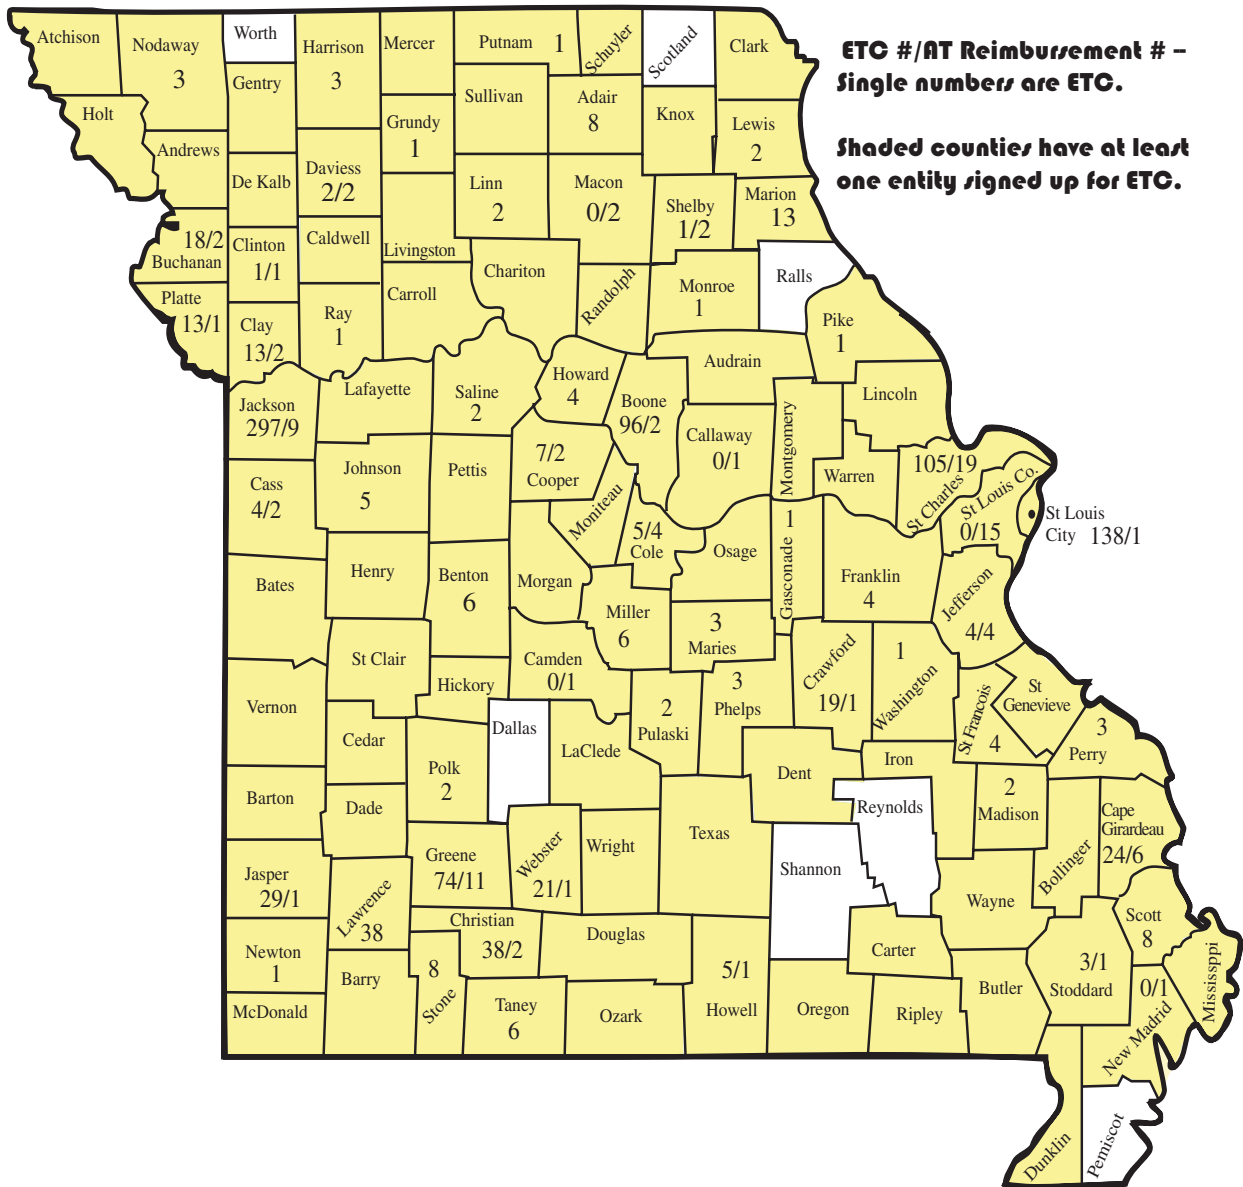 ETC #/AT Reimbursement # –
Single numbers are ETC.
Shaded counties have at least
one entity signed up for ETC.
Atchison
Nodaway
3
Worth
Harrison
3
Mercer
Putnam 1
Schuyler
Scotland
Clark
Holt
Gentry
Sullivan
Adair
8
Knox
Lewis
2
Andrews
De Kalb
Daviess
2/2
Grundy
1
Linn
2
Macon
0/2
Shelby
1/2
Marion
13
18/2
Buchanan
Clinton
1/1
Caldwell
Livingston
Chariton
Randolph
Monroe
1
Ralls
Platte
13/1
Clay
13/2
Ray
1
Carroll
Pike
1
Audrain
Lincoln
Jackson
297/9
Lafayette
Saline
2
Howard
4
Boone
96/2
Callaway
0/1
Montgomery
Warren
105/19
St Charles
St Louis Co.
0/15
St Louis
City 138/1
Cass
4/2
Johnson
5
Pettis
7/2
Cooper
Moniteau
5/4
Cole
Osage
1
Gasconade
Franklin
4
Jefferson
4/4
Bates
Henry
Benton
6
Morgan
Miller
6
3
Maries
St Clair
Hickory
Camden
0/1
2
Pulaski
3
Phelps
Crawford
19/1
1
Washington
St Francois
4
St
Genevieve
3
Perry
Vernon
Cedar
Polk
2
Dallas
LaClede
Dent
Iron
Reynolds
2
Madison
Bollinger
Cape
Girardeau
24/6
Barton
Dade
Greene
74/11
Webster
21/1
Wright
Texas
Shannon
Wayne
Jasper
29/1
Lawrence
38
Christian
38/2
Douglas
Carter
Scott
8
Mississppi
Newton
1
Barry
8
Stone
Taney
6
Ozark
5/1
Howell
Oregon
Ripley
Butler
3/1
Stoddard
0/1
New Madrid
McDonald
Dunklin
Pemiscot